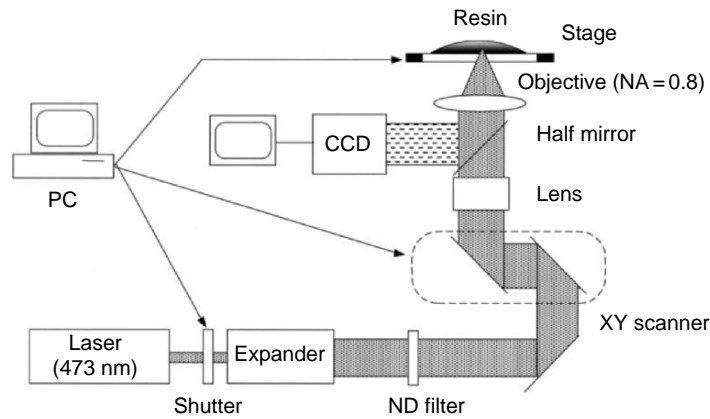 Resin
Stage
Objective (NA = 0.8)
CCD
Half mirror
PC
Lens
XY scanner
Laser
(473 nm)
Expander
Shutter
ND filter